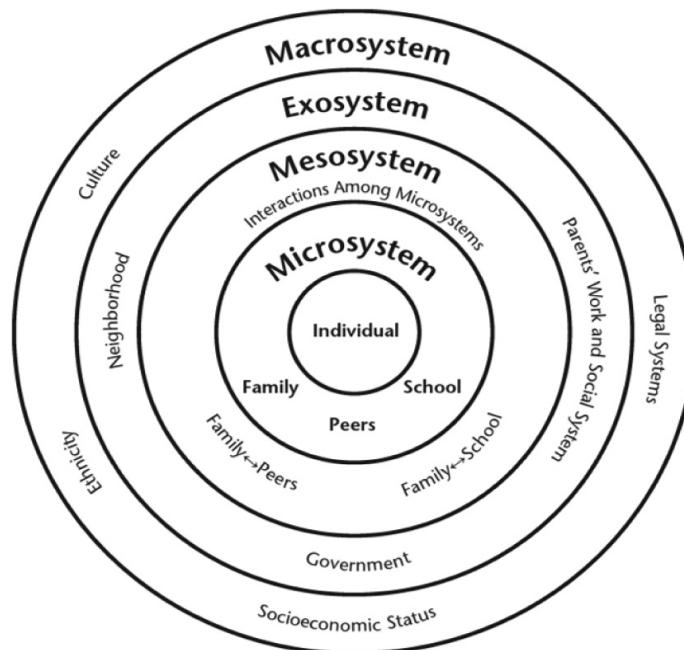 Macrosystem
Exosystem
Mesosystem
Interactions Among Microsystems
Microsystem
Individual
Family
School
Peers
Family↔Peers
Family↔School
Culture
Neighborhood
Parents' Work and Social System
Legal Systems
Ethnicity
Government
Socioeconomic Status